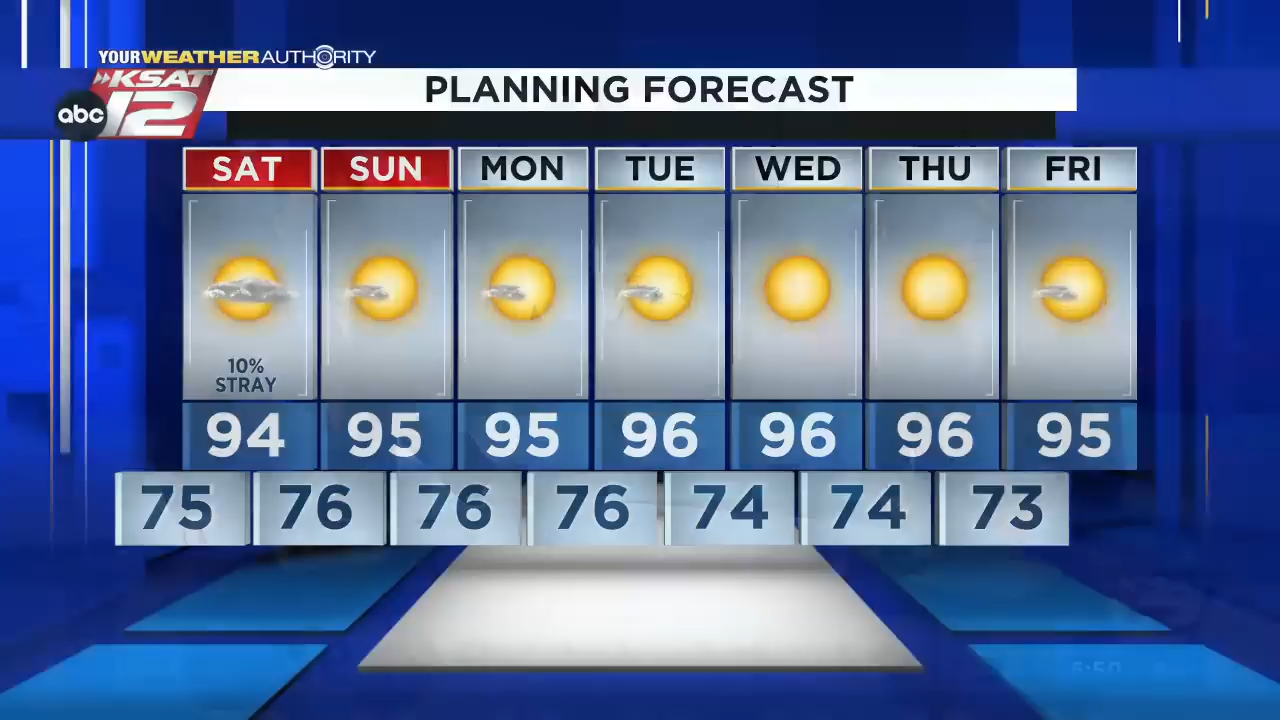 YOURWEATHERAUTHORITY
KSAT
abc 12
PLANNING FORECAST
SAT SUN MON TUE WED THU FRI
10%
STRAY
94 95 95 96 96 96 95
75 76 76 76 74 74 73